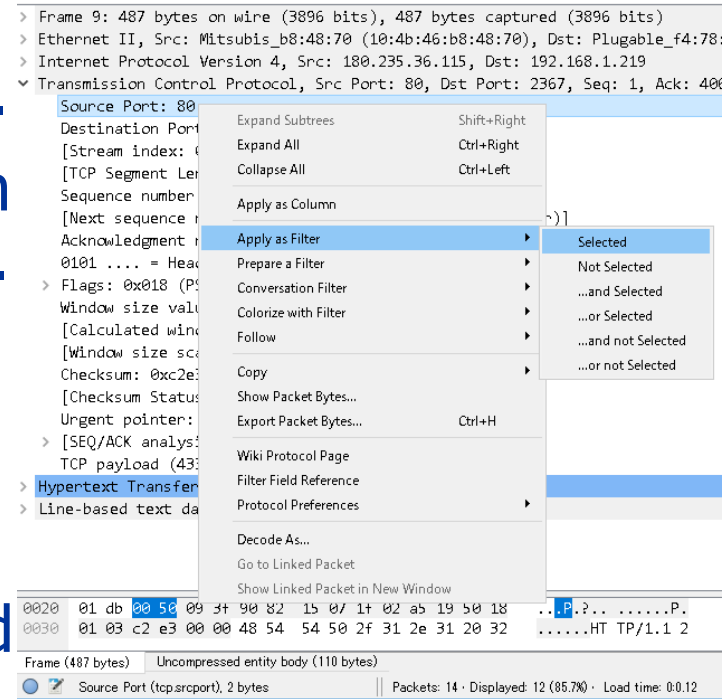 Frame 9: 487 bytes on wire (3896 bits), 487 bytes captured (3896 bits)
Ethernet II, Src: Mitsubis_b8:48:70 (10:4b:46:b8:48:70), Dst: Plugable_f4:78:
Internet Protocol Version 4, Src: 180.235.36.115, Dst: 192.168.1.219
Transmission Control Protocol, Src Port: 80, Dst Port: 2367, Seq: 1, Ack: 406
Source Port: 80
Destination Port
[Stream index:
[TCP Segment Len
Sequence number
[Next sequence
Acknowledgment
0101 .... = Head
Flags: 0x018 (PS
Window size valu
[Calculated wind
[Window size sca
Checksum: 0xc2e3
[Checksum Status
Urgent pointer:
[SEQ/ACK analysi
TCP payload (433
Hypertext Transfer
Line-based text da
Expand Subtrees Shift+Right
Expand All Ctrl+Right
Collapse All Ctrl+Left
Apply as Column
Apply as Filter
Prepare a Filter
Conversation Filter
Colorize with Filter
Follow
Copy
Show Packet Bytes...
Export Packet Bytes... Ctrl+H
Wiki Protocol Page
Filter Field Reference
Protocol Preferences
Decode As...
Go to Linked Packet
Show Linked Packet in New Window
Selected
Not Selected
...and Selected
...or Selected
...and not Selected
...or not Selected
0020 01 db 00 50 09 3f 90 82 15 07 1f 02 a5 19 50 18 ...P.?.. ......P.
0030 01 03 c2 e3 00 00 48 54 54 50 2f 31 2e 31 20 32 ......HT TP/1.1 2
Frame (487 bytes) Uncompressed entity body (110 bytes)
Source Port (tcp.srcport), 2 bytes Packets: 14 · Displayed: 12 (85.7%) · Load time: 0:0.12